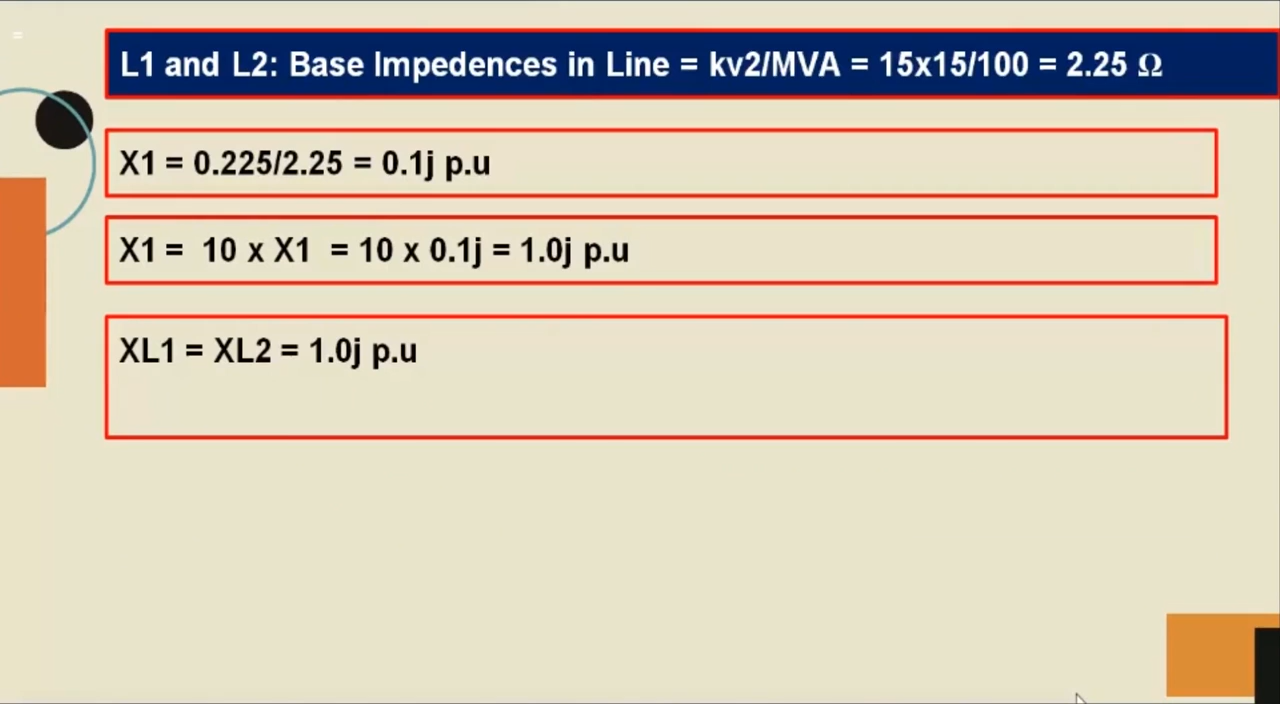 =
L1 and L2: Base Impedences in Line = kv2/MVA = 15x15/100 = 2.25 Ω
X1 = 0.225/2.25 = 0.1j p.u
X1 = 10 x X1 = 10 x 0.1j = 1.0j p.u
XL1 = XL2 = 1.0j p.u